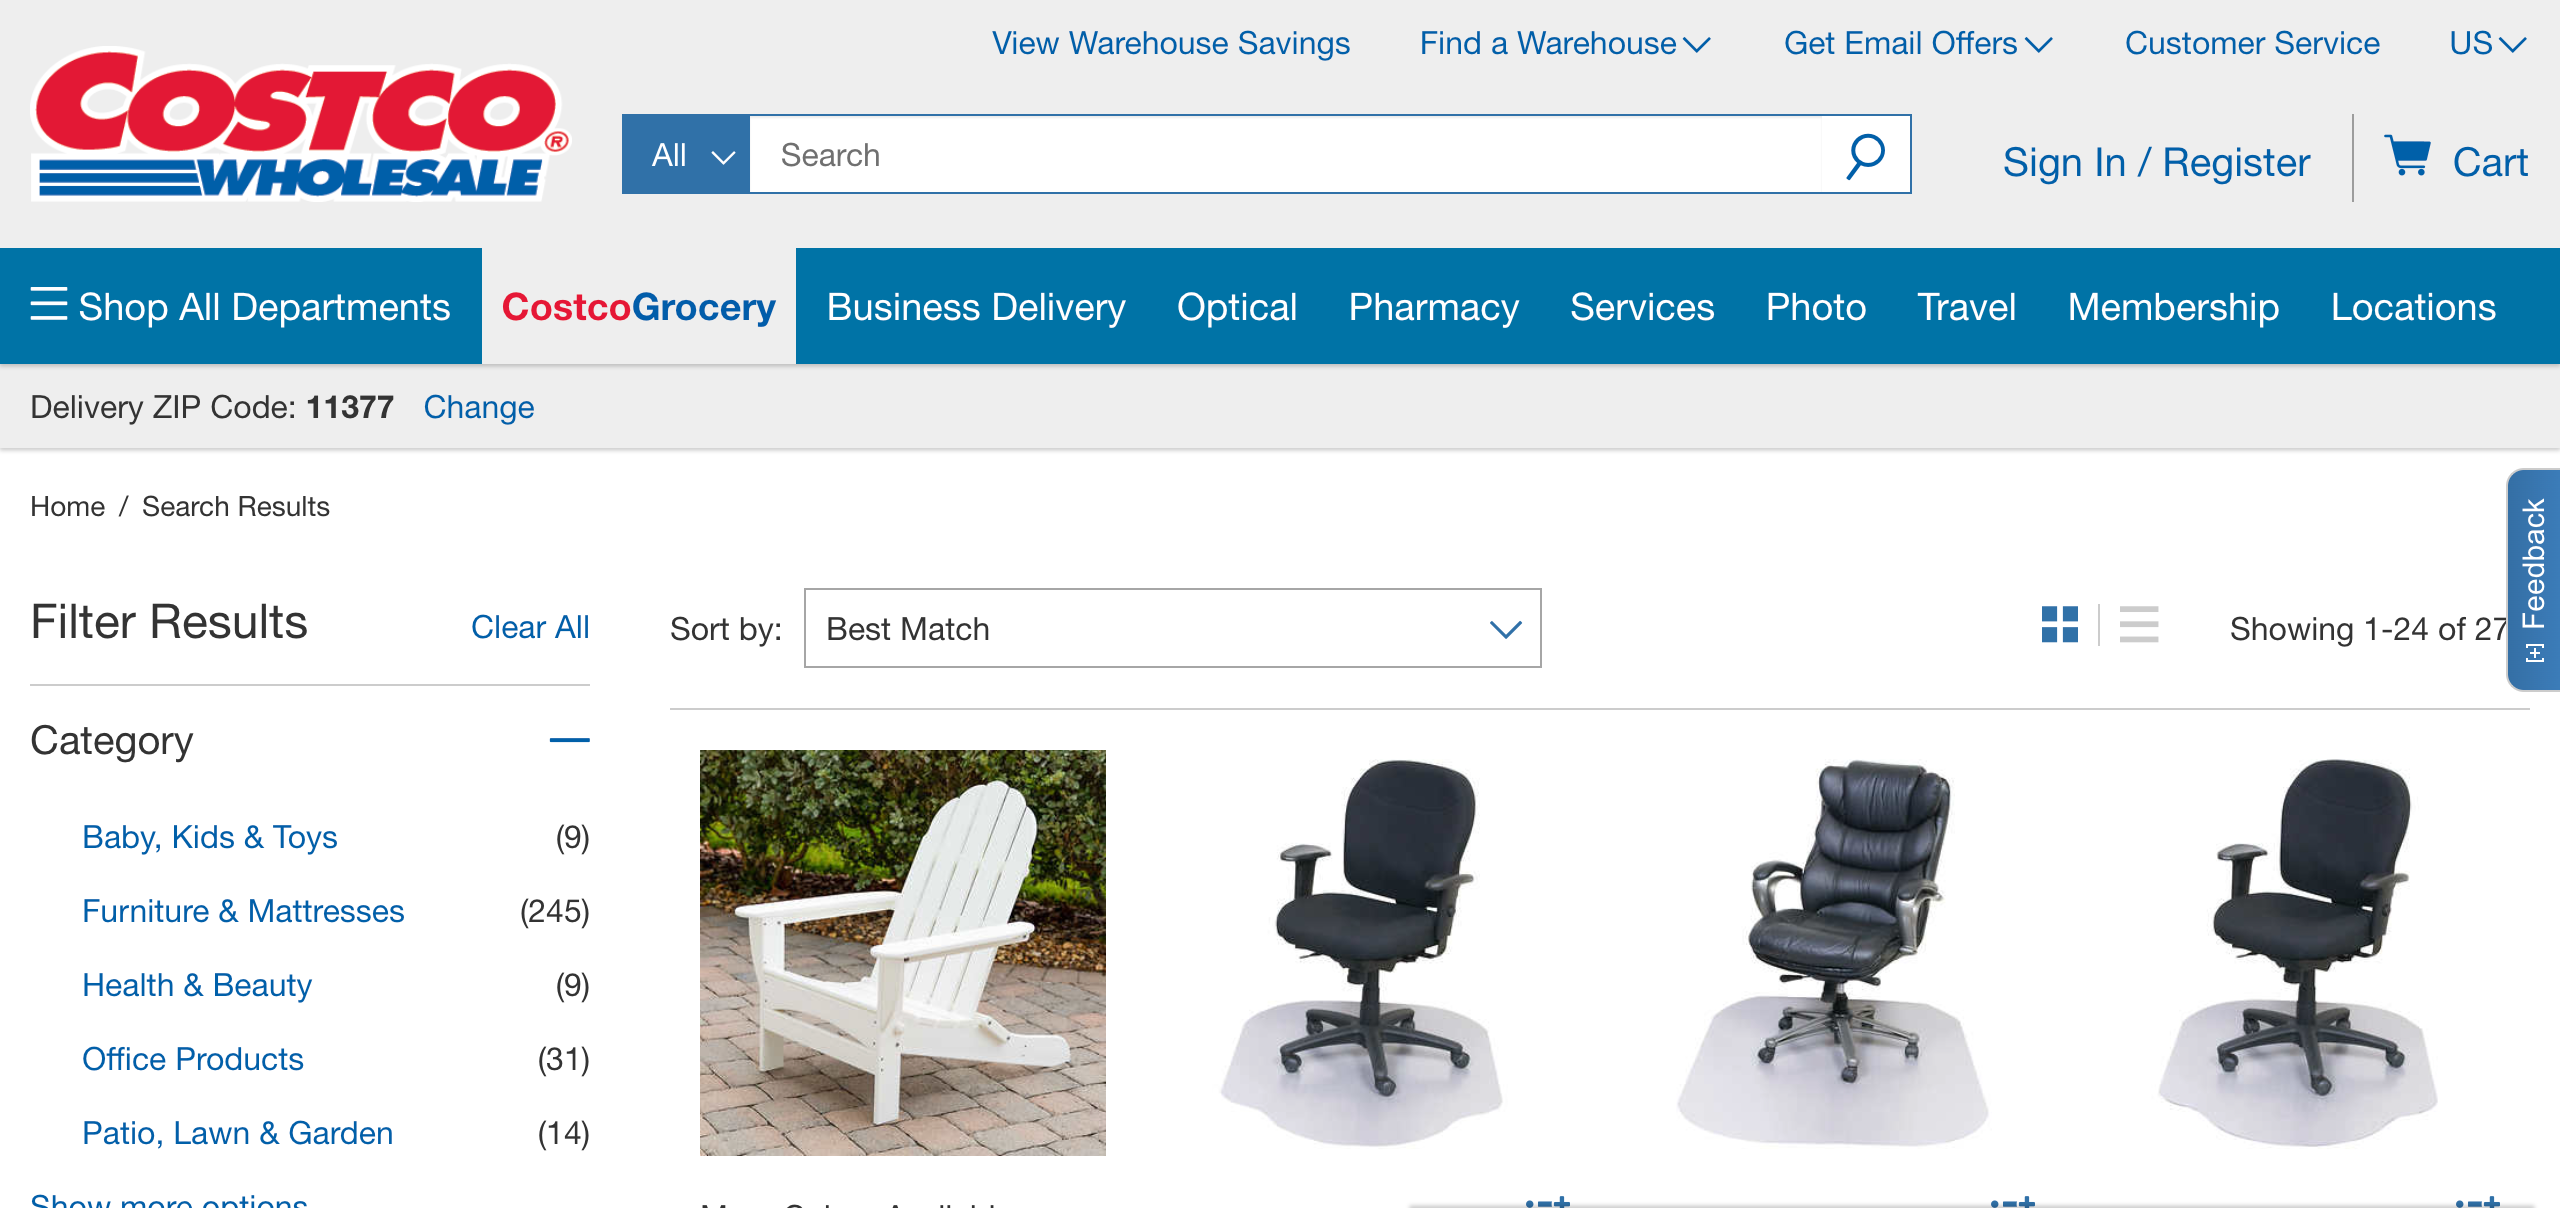 View Warehouse Savings Find a Warehouse Get Email Offers Customer Service US
COSTCO®
WHOLESALE
All Search
Sign In / Register Cart
Shop All Departments CostcoGrocery Business Delivery Optical Pharmacy Services Photo Travel Membership Locations
Delivery ZIP Code: 11377 Change
Home / Search Results
[+] Feedback
Filter Results Clear All
Sort by: Best Match
Showing 1-24 of 27
Category
Baby, Kids & Toys (9)
Furniture & Mattresses (245)
Health & Beauty (9)
Office Products (31)
Patio, Lawn & Garden (14)
Show more options